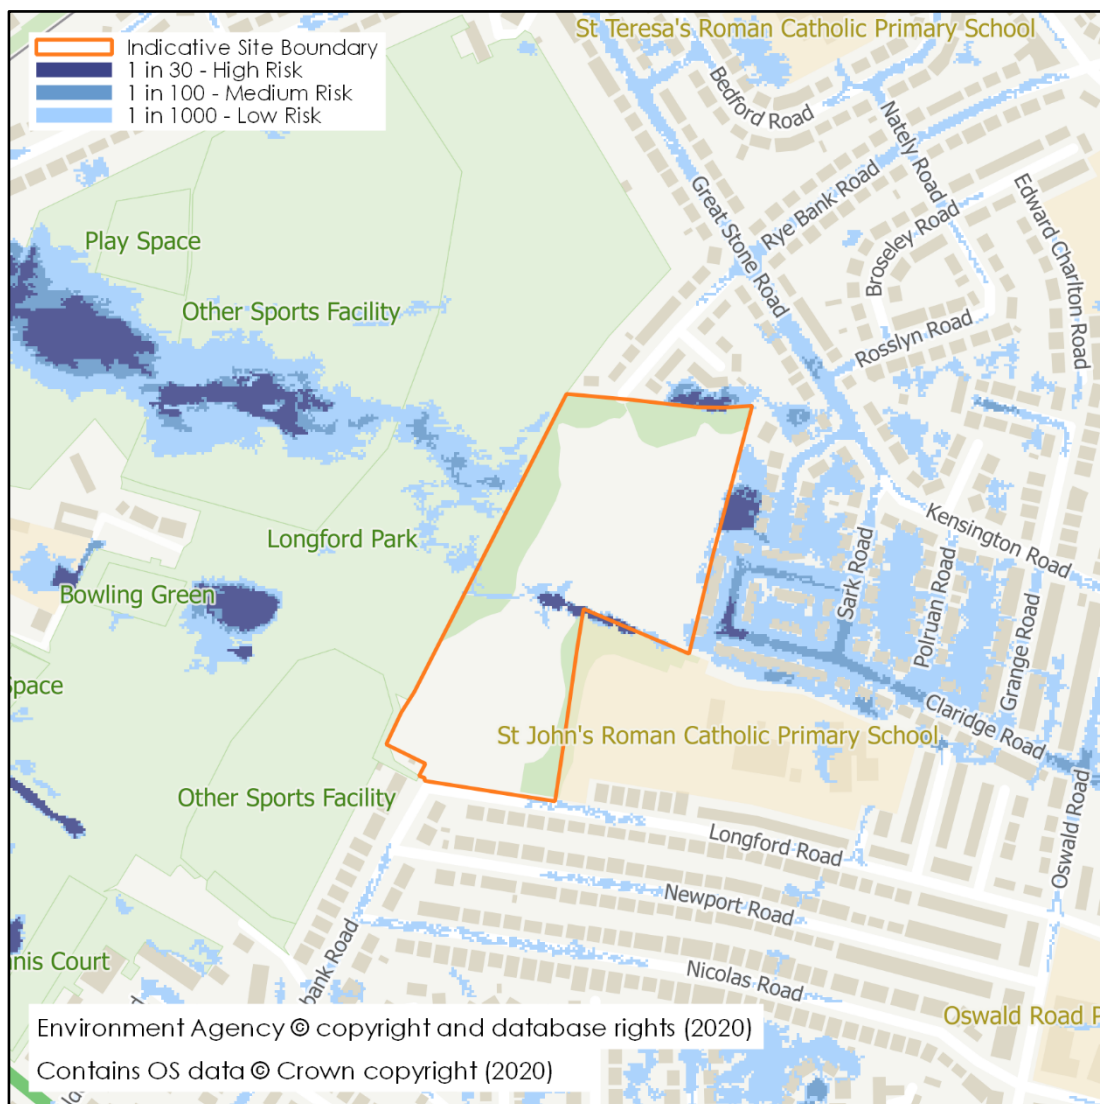 St Teresa's Roman Catholic Primary School
Indicative Site Boundary
1 in 30 - High Risk
1 in 100 - Medium Risk
1 in 1000 - Low Risk
Bedford Road
Nately Road
Great Stone Road
Rye Bank Road
Edward Charlton Road
Broseley Road
Play Space
Other Sports Facility
Rosslyn Road
Longford Park
Kensington Road
Bowling Green
Sark Road
Polruan Road
Grange Road
Space
Claridge Road
St John's Roman Catholic Primary School
Other Sports Facility
Longford Road
Oswald Road
Newport Road
nnis Court
bank Road
Nicolas Road
Oswald Road P
Environment Agency © copyright and database rights (2020)
Contains OS data © Crown copyright (2020)